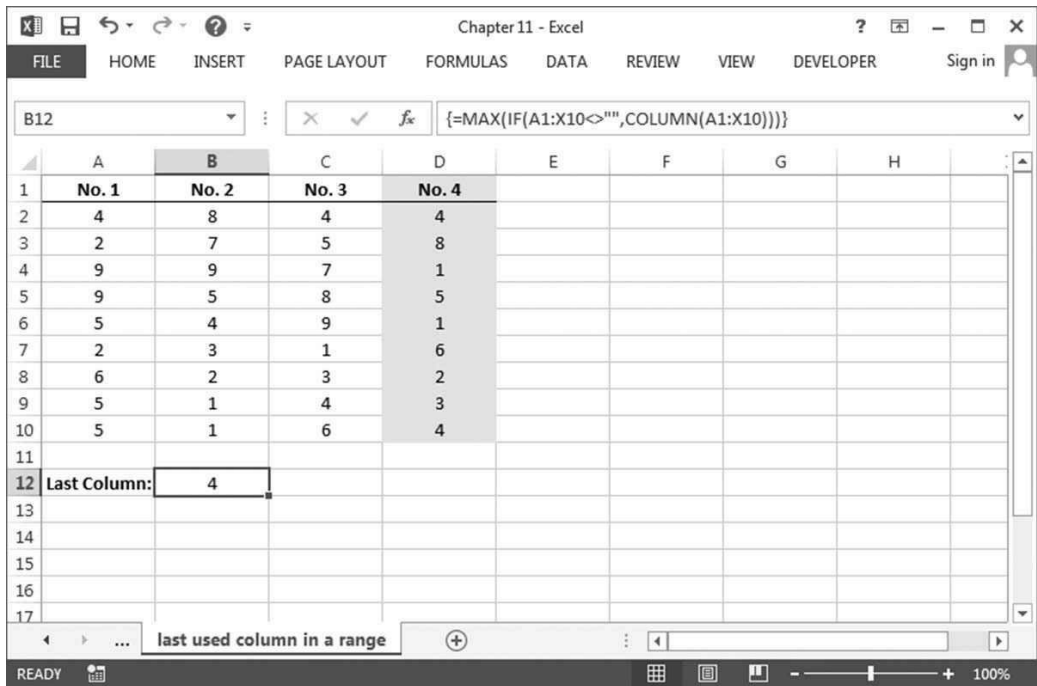 Chapter 11 - Excel
FILE HOME INSERT PAGE LAYOUT FORMULAS DATA REVIEW VIEW DEVELOPER Sign in
B12 fx {=MAX(IF(A1:X10<>"",COLUMN(A1:X10)))}
A B C D E F G H
1 No. 1 No. 2 No. 3 No. 4
2 4 8 4 4
3 2 7 5 8
4 9 9 7 1
5 9 5 8 5
6 5 4 9 1
7 2 3 1 6
8 6 2 3 2
9 5 1 4 3
10 5 1 6 4
11
12 Last Column: 4
13
14
15
16
17
... last used column in a range
READY 100%